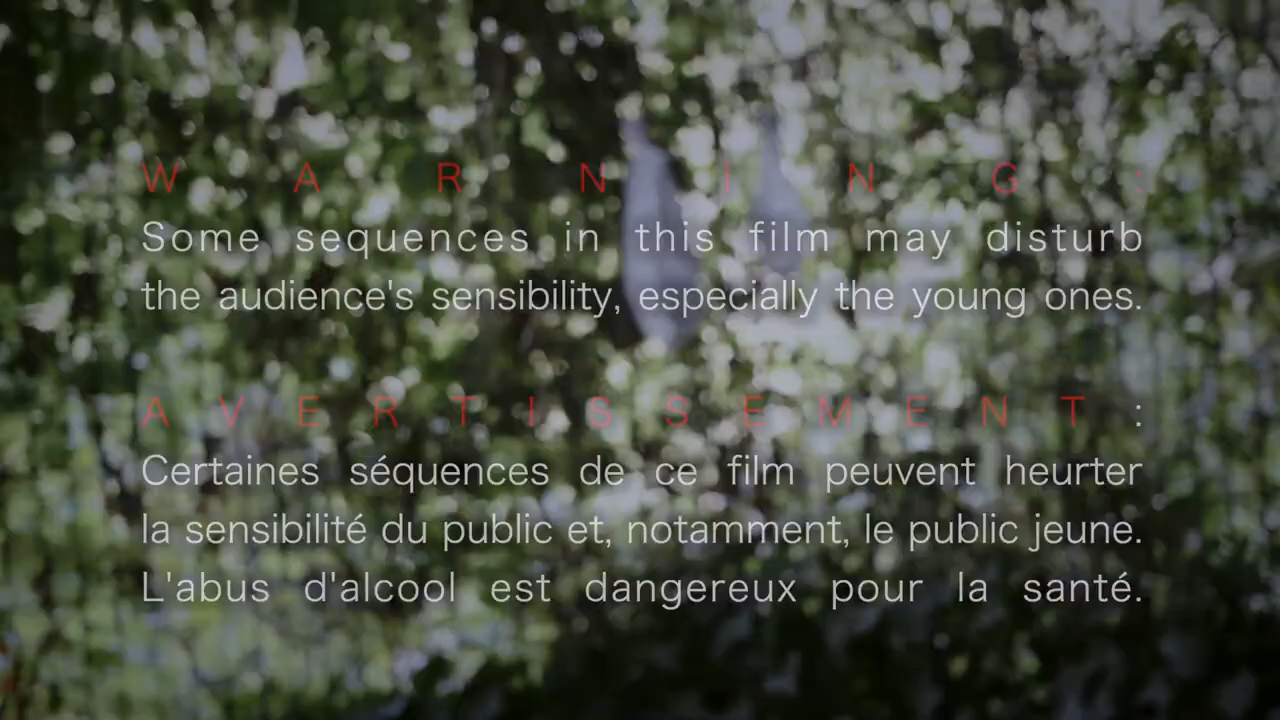 WARNING:
Some sequences in this film may disturb
the audience's sensibility, especially the young ones.
AVERTISSEMENT:
Certaines séquences de ce film peuvent heurter
la sensibilité du public et, notamment, le public jeune.
L'abus d'alcool est dangereux pour la santé.